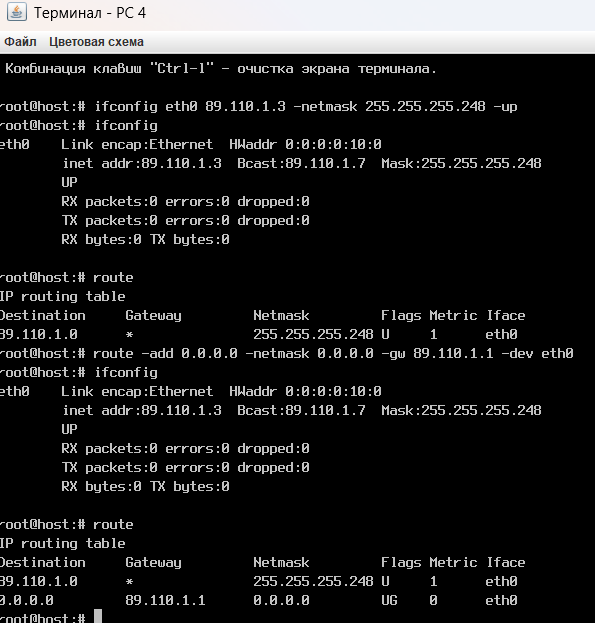 Терминал - PC 4
Файл Цветовая схема
Комбинация клавиш "Ctrl-l" - очистка экрана терминала.
root@host:# ifconfig eth0 89.110.1.3 -netmask 255.255.255.248 -up
root@host:# ifconfig
eth0 Link encap:Ethernet HWaddr 0:0:0:0:10:0
inet addr:89.110.1.3 Bcast:89.110.1.7 Mask:255.255.255.248
UP
RX packets:0 errors:0 dropped:0
TX packets:0 errors:0 dropped:0
RX bytes:0 TX bytes:0
root@host:# route
IP routing table
Destination Gateway Netmask Flags Metric Iface
89.110.1.0 * 255.255.255.248 U 1 eth0
root@host:# route -add 0.0.0.0 -netmask 0.0.0.0 -gw 89.110.1.1 -dev eth0
root@host:# ifconfig
eth0 Link encap:Ethernet HWaddr 0:0:0:0:10:0
inet addr:89.110.1.3 Bcast:89.110.1.7 Mask:255.255.255.248
UP
RX packets:0 errors:0 dropped:0
TX packets:0 errors:0 dropped:0
RX bytes:0 TX bytes:0
root@host:# route
IP routing table
Destination Gateway Netmask Flags Metric Iface
89.110.1.0 * 255.255.255.248 U 1 eth0
0.0.0.0 89.110.1.1 0.0.0.0 UG 0 eth0
root@host:#